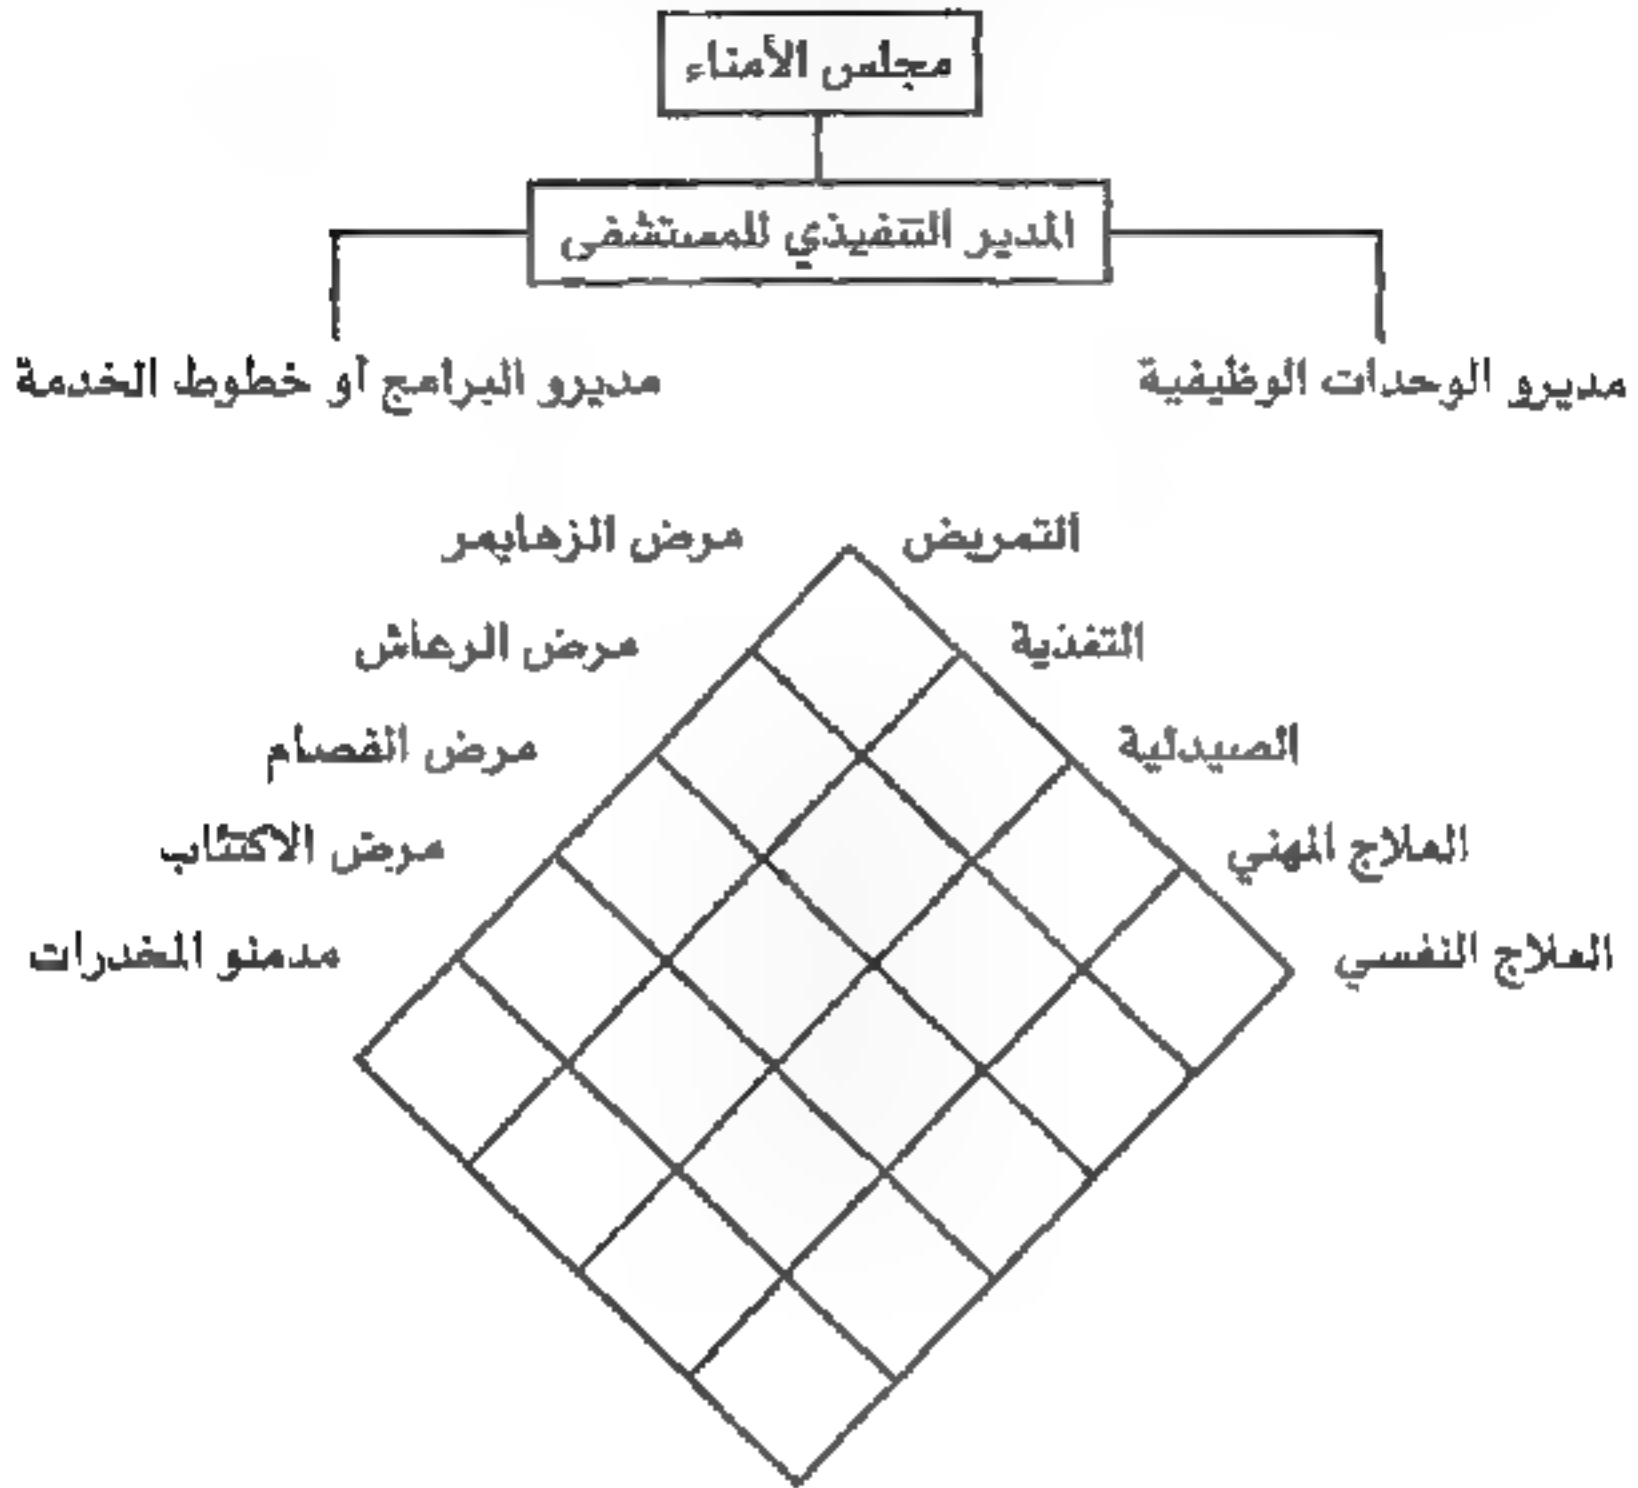 مجلس الأمناء
المدير التنفيذي للمستشفى
مديرو الوحدات الوظيفية
مديرو البرامج أو خطوط الخدمة
التمريض
مرض الزهايمر
التغذية
مرض الرعاش
الصيدلية
مرض الفصام
العلاج المهني
مرض الاكتئاب
العلاج النفسي
مدمنو المخدرات